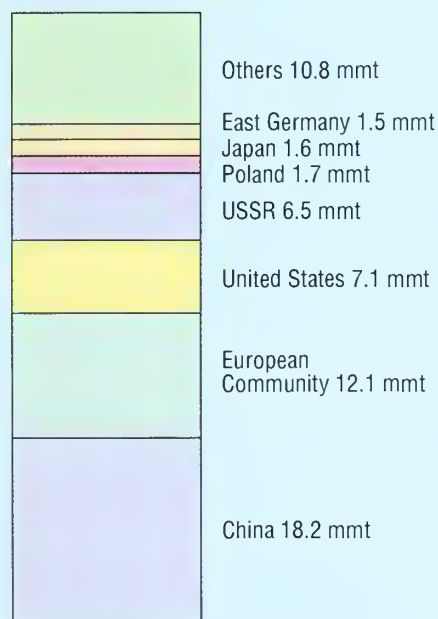 Others 10.8 mmt
East Germany 1.5 mmt
Japan 1.6 mmt
Poland 1.7 mmt
USSR 6.5 mmt
United States 7.1 mmt
European
Community 12.1 mmt
China 18.2 mmt